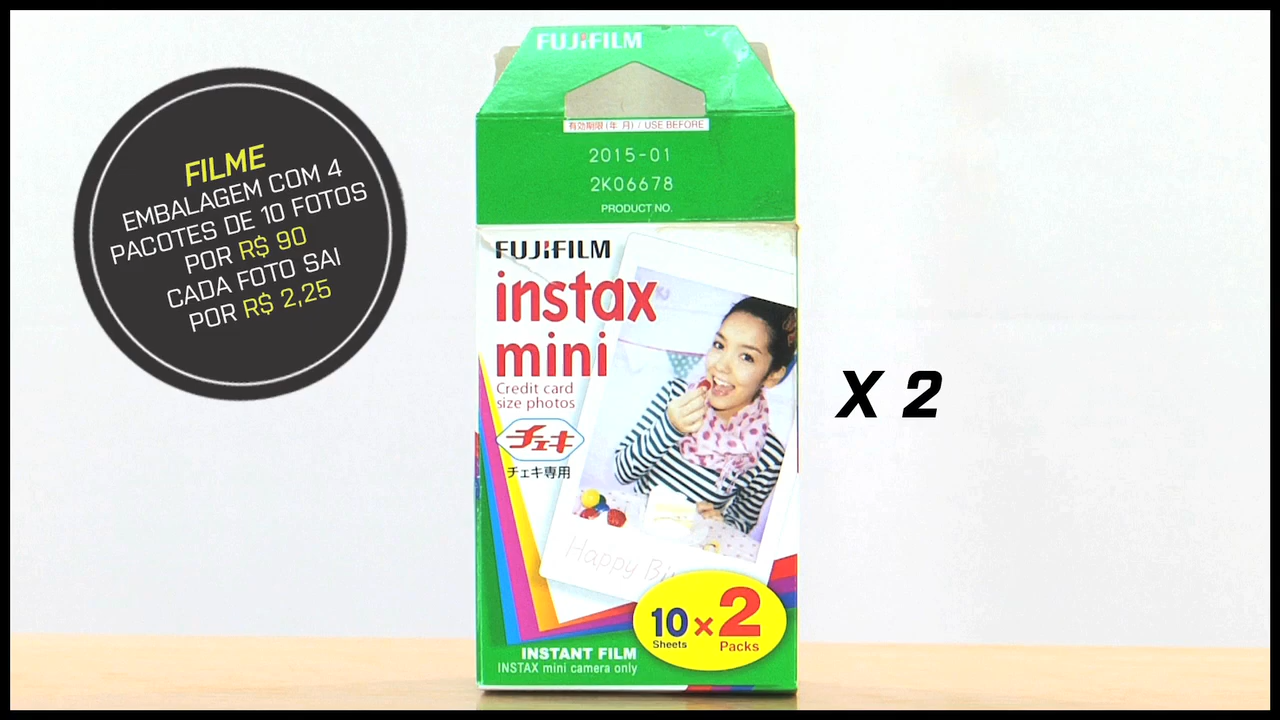 FILME
EMBALAGEM COM 4
PACOTES DE 10 FOTOS
POR R$ 90
CADA FOTO SAI
POR R$ 2,25
FUJIFILM
有効期限(年 月) / USE BEFORE
2015-01
2K06678
PRODUCT NO.
FUJIFILM
instax
mini
Credit card
size photos
チェキ
チェキ専用
Happy Bi
10 x 2
Sheets Packs
INSTANT FILM
INSTAX mini camera only
X 2